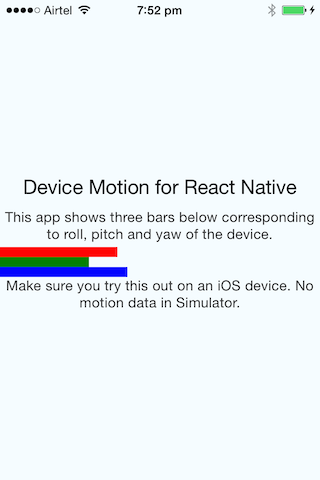 Airtel 7:52 pm
Device Motion for React Native
This app shows three bars below corresponding
to roll, pitch and yaw of the device.
Make sure you try this out on an iOS device. No
motion data in Simulator.